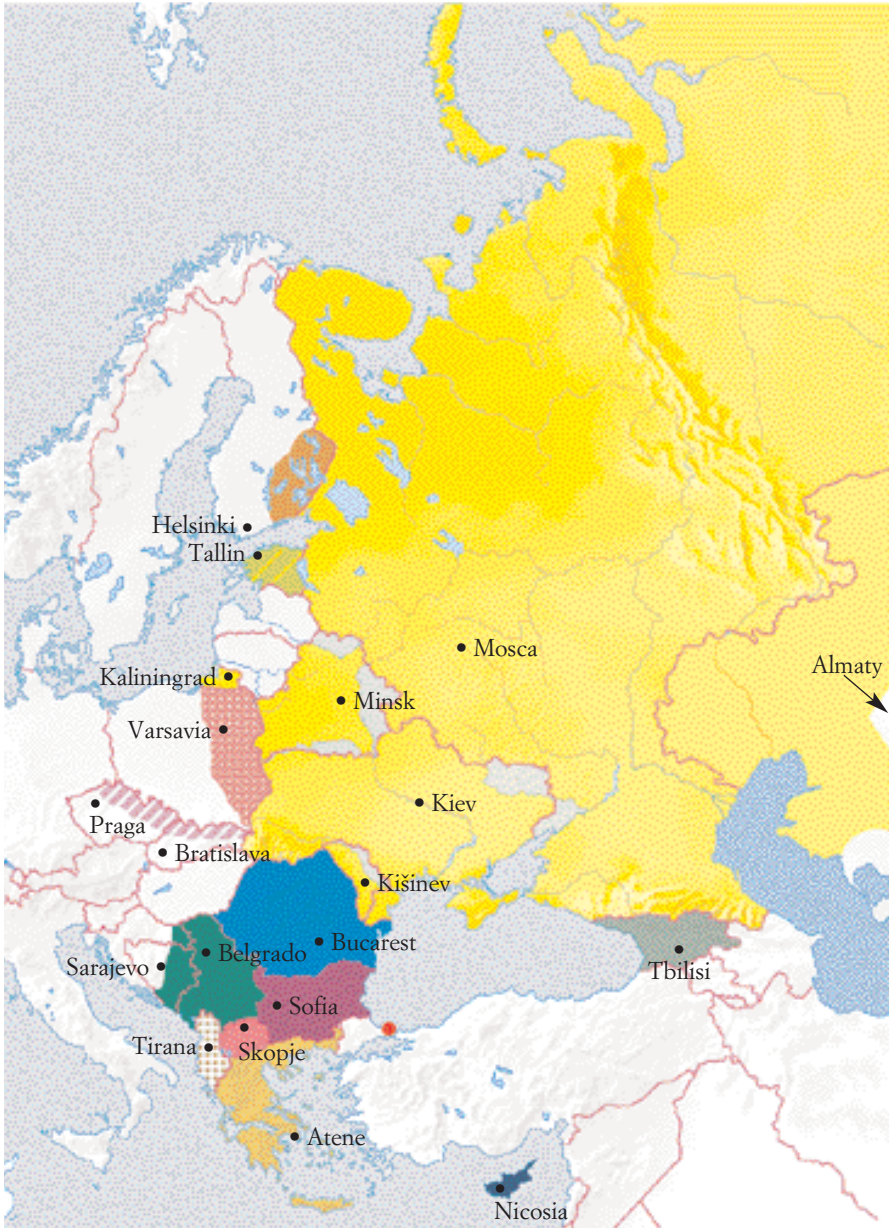 Helsinki
Tallin
Mosca
Almaty
Kaliningrad
Minsk
Varsavia
Kiev
Praga
Bratislava
Kišinev
Bucarest
Belgrado
Sarajevo
Tbilisi
Sofia
Tirana
Skopje
Atene
Nicosia